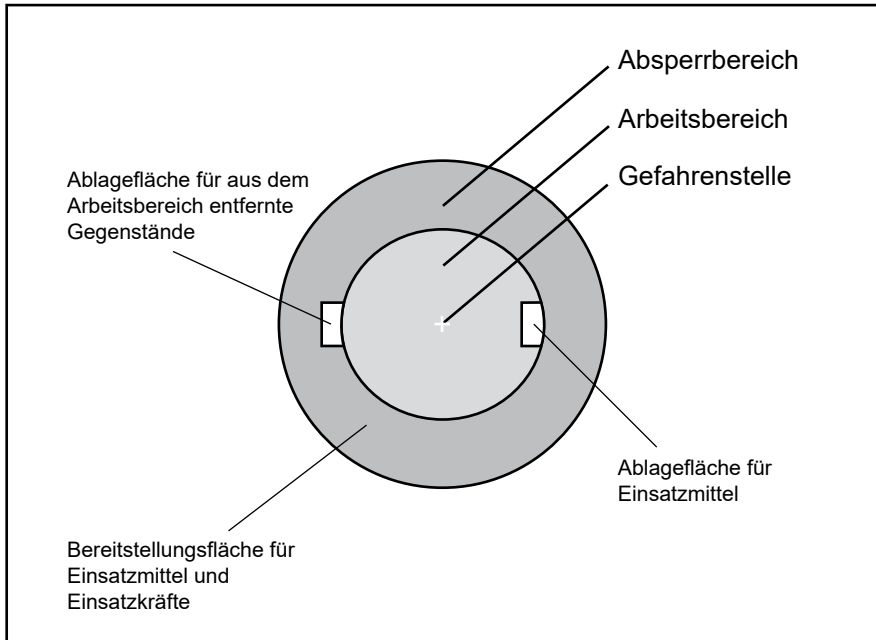 Absperrbereich
Arbeitsbereich
Gefahrenstelle
Ablagefläche für aus dem
Arbeitsbereich entfernte
Gegenstände
Ablagefläche für
Einsatzmittel
Bereitstellungsfläche für
Einsatzmittel und
Einsatzkräfte